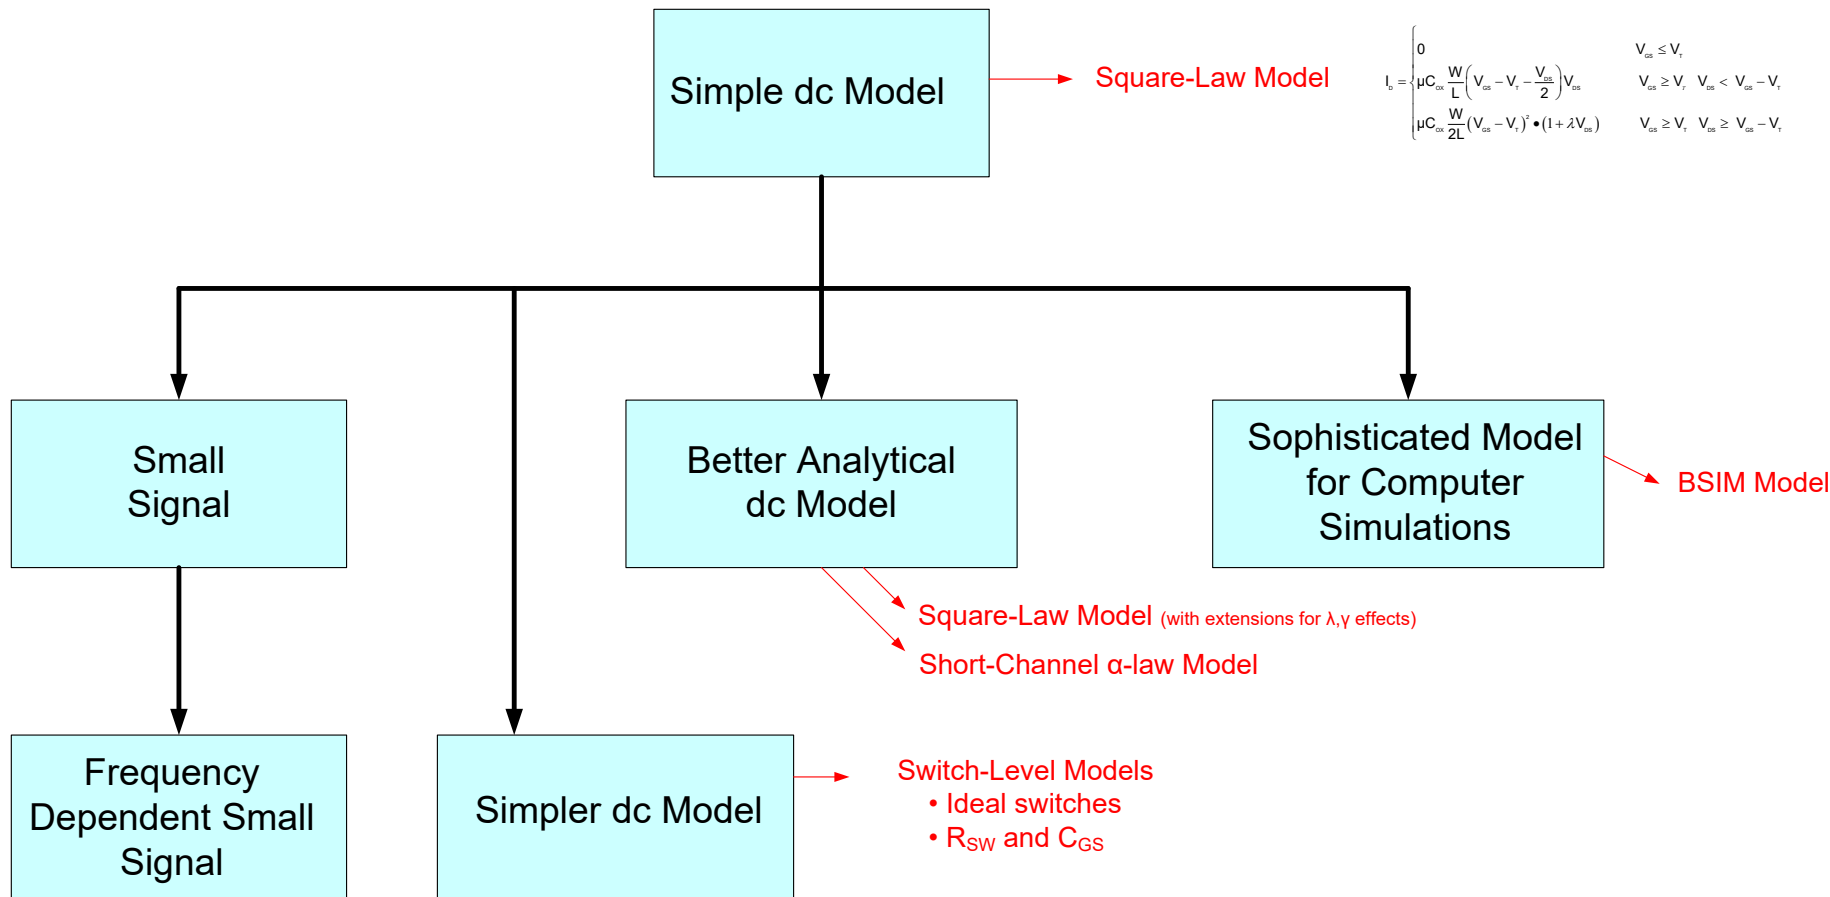 Simple dc Model
Square-Law Model
I_D = { 0    V_GS ≤ V_T
μC_OX W/L (V_GS − V_T − V_DS/2) V_DS    V_GS ≥ V_T  V_DS < V_GS − V_T
μC_OX W/2L (V_GS − V_T)² • (1 + λV_DS)    V_GS ≥ V_T  V_DS ≥ V_GS − V_T
Small
Signal
Better Analytical
dc Model
Sophisticated Model
for Computer
Simulations
BSIM Model
Square-Law Model (with extensions for λ,γ effects)
Short-Channel α-law Model
Frequency
Dependent Small
Signal
Simpler dc Model
Switch-Level Models
• Ideal switches
• R_SW and C_GS